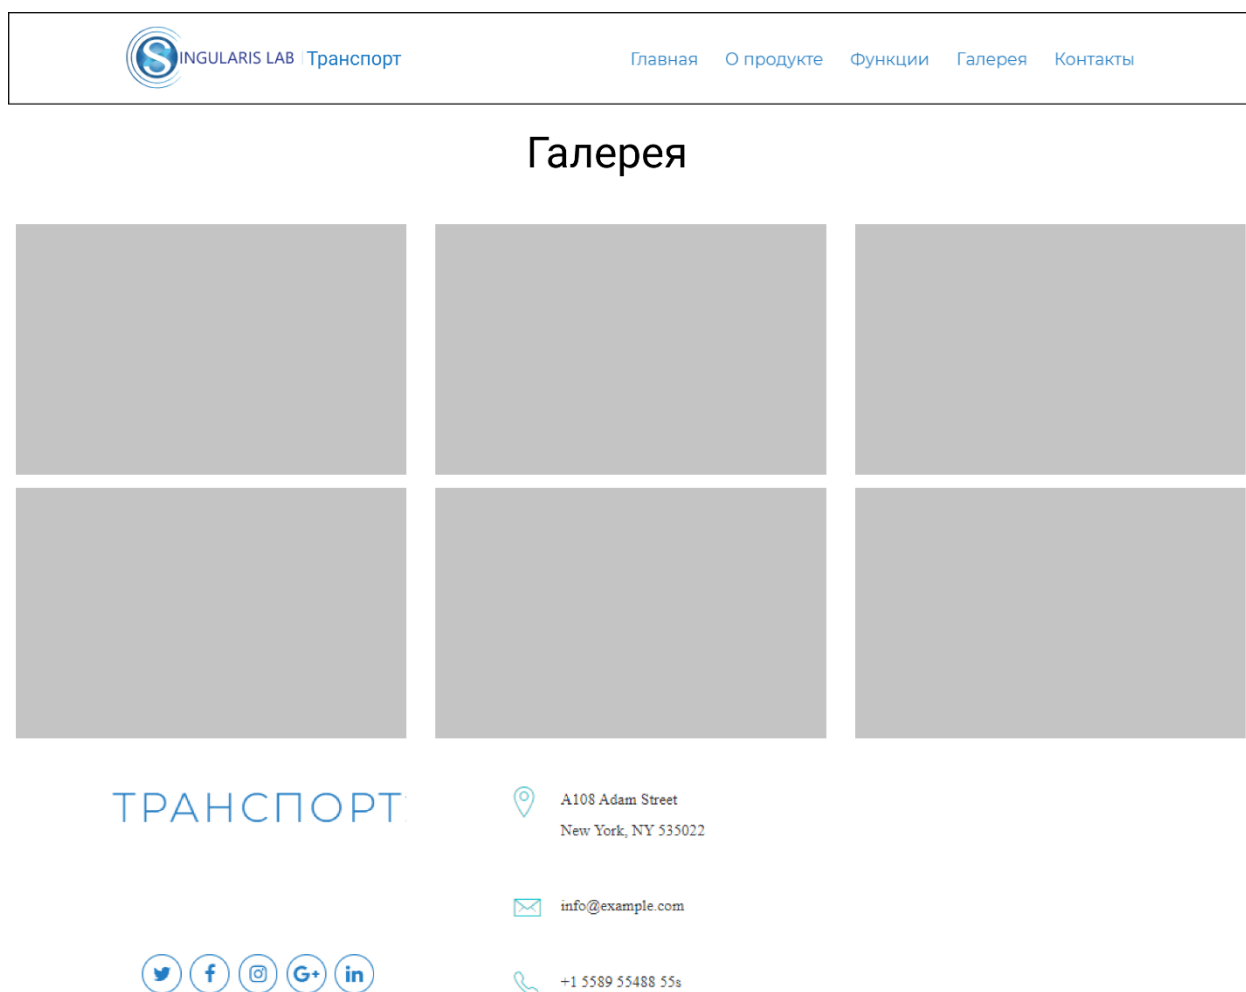 SINGULARIS LAB Транспорт
Главная О продукте Функции Галерея Контакты
Галерея
ТРАНСПОРТ
A108 Adam Street
New York, NY 535022
info@example.com
+1 5589 55488 55s